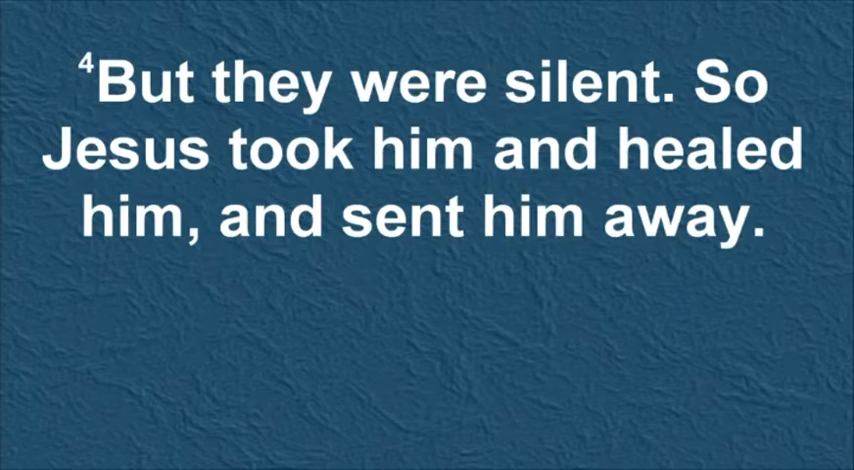 ⁴But they were silent. So
Jesus took him and healed
him, and sent him away.